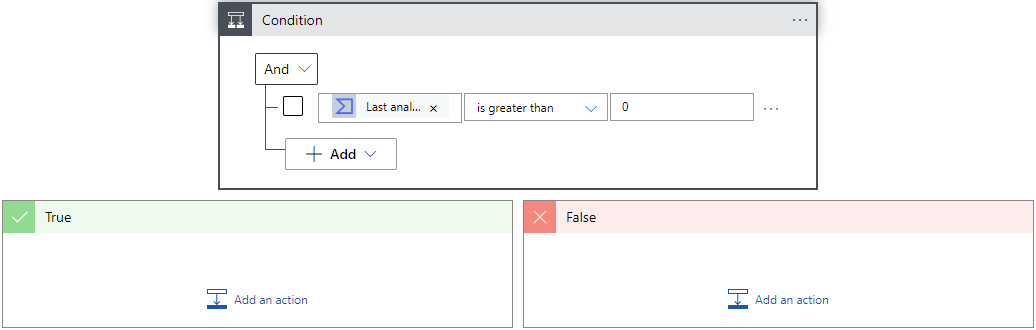 Condition
And
Last anal... is greater than 0
Add
True False
Add an action Add an action